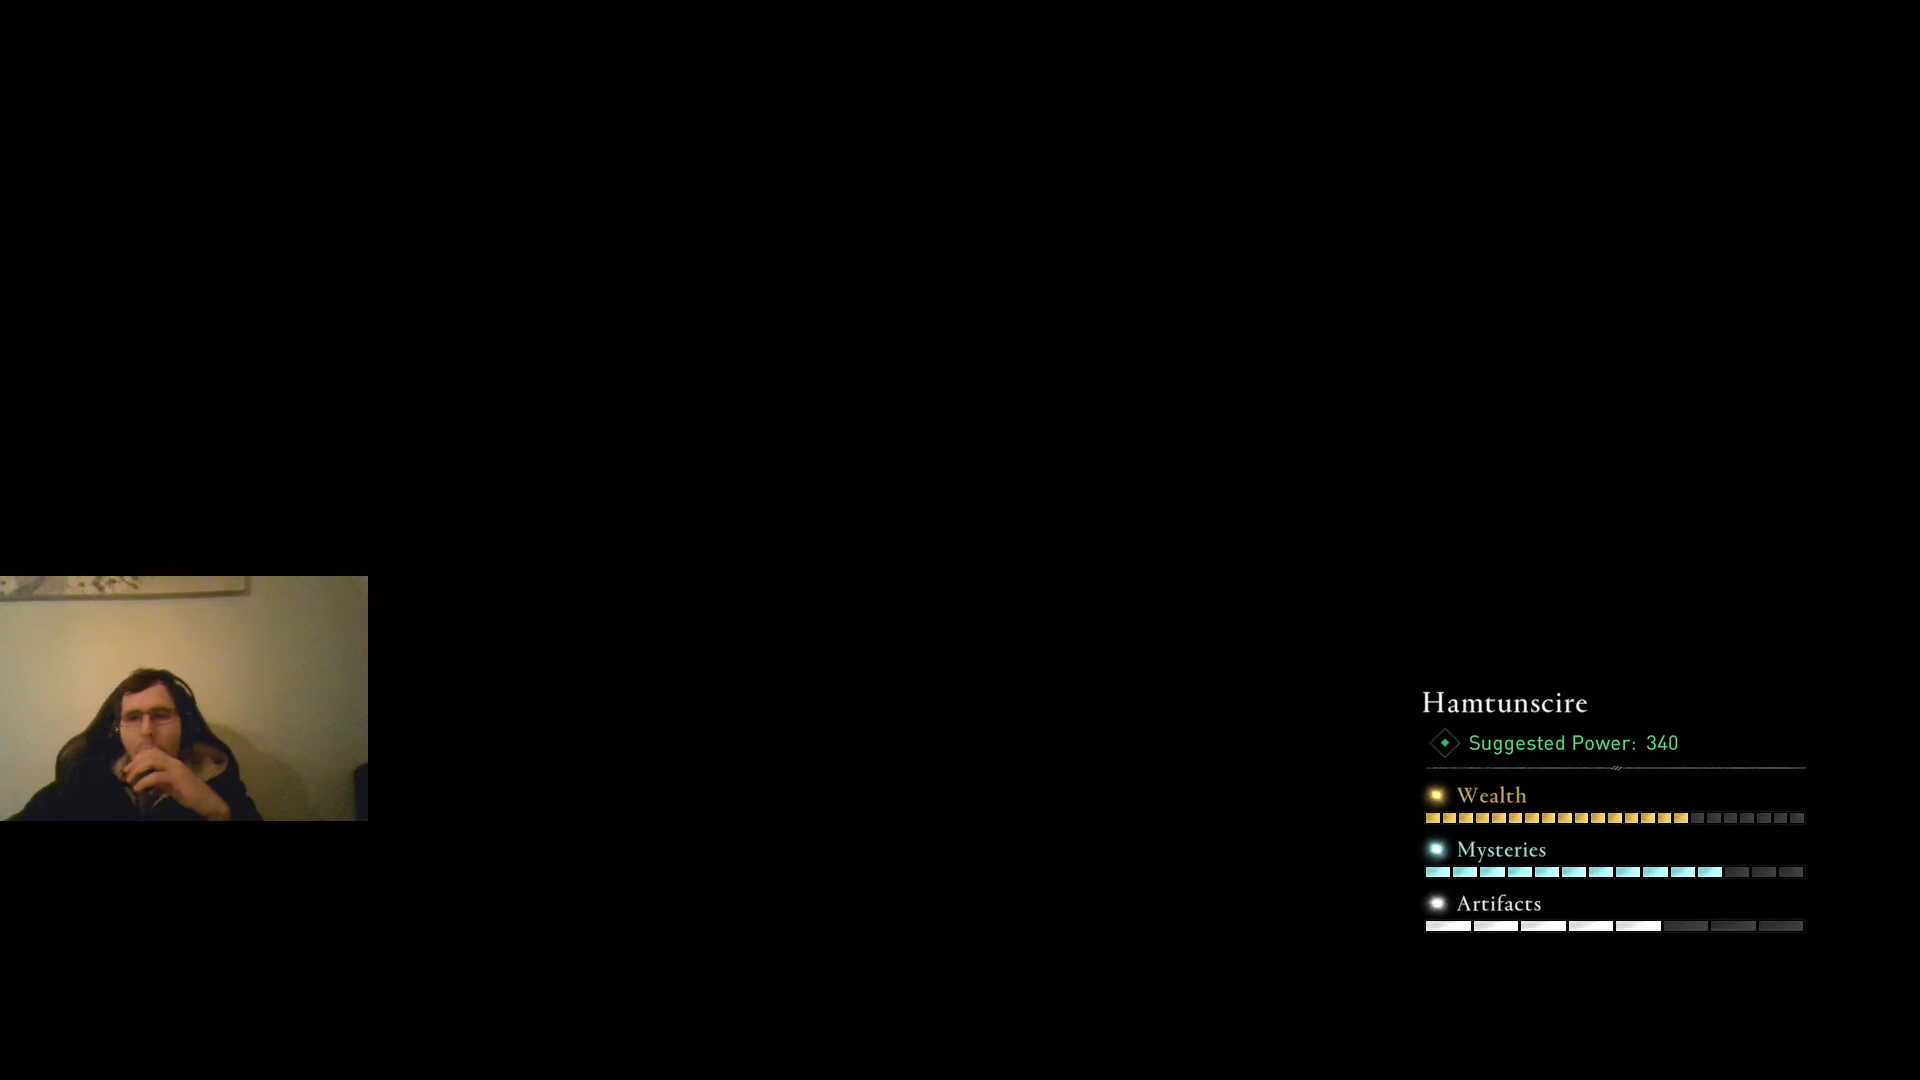 Hamtunscire
Suggested Power: 340
Wealth
Mysteries
Artifacts